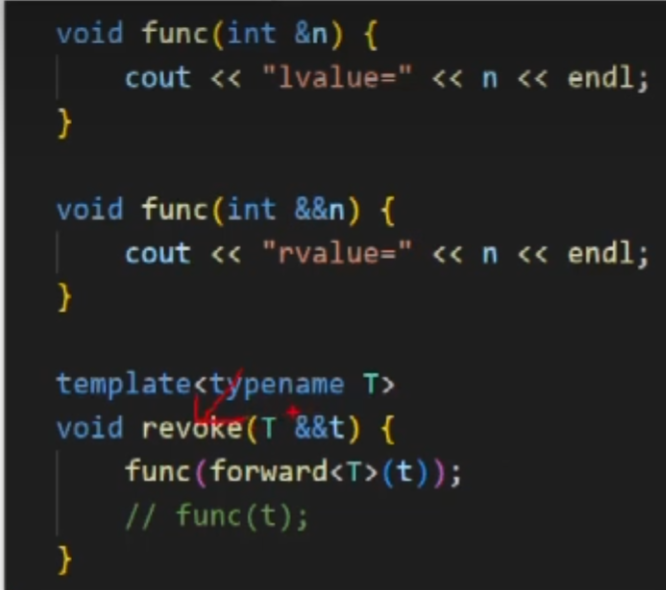 void func(int &n) {
cout << "lvalue=" << n << endl;
}
void func(int &&n) {
cout << "rvalue=" << n << endl;
}
template<typename T>
void revoke(T &&t) {
func(forward<T>(t));
// func(t);
}